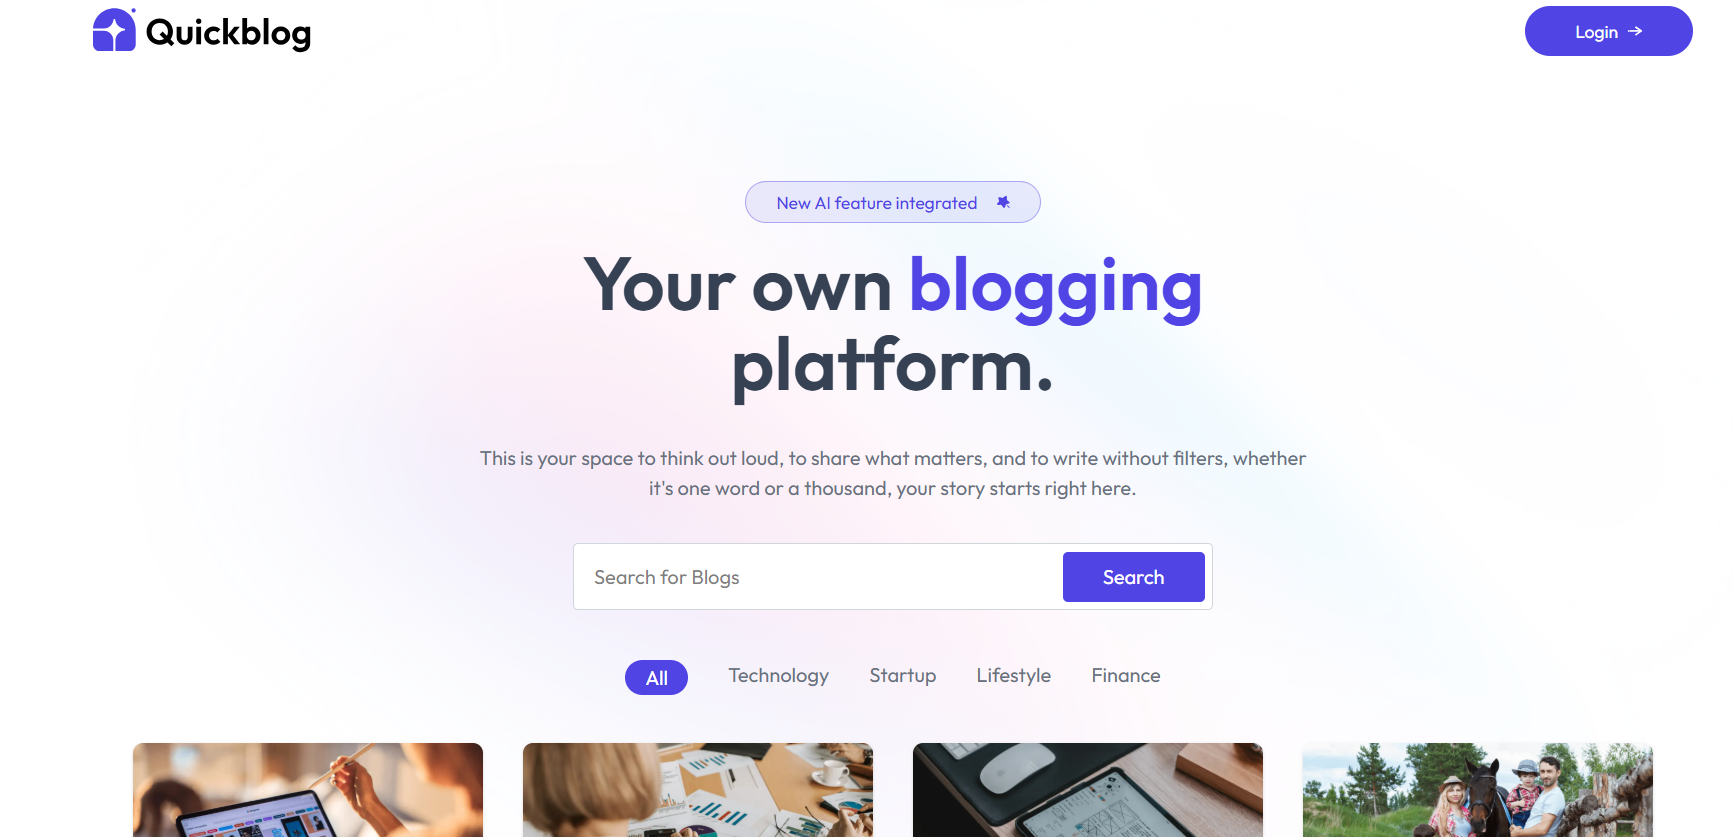 Quickblog
Login →
New AI feature integrated
Your own blogging
platform.
This is your space to think out loud, to share what matters, and to write without filters, whether
it's one word or a thousand, your story starts right here.
Search for Blogs
Search
All
Technology
Startup
Lifestyle
Finance